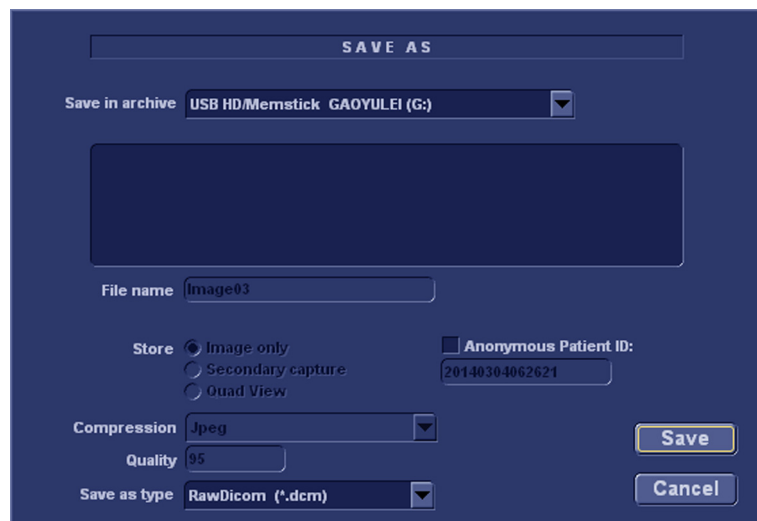 SAVE AS
Save in archive USB HD/Memstick GAOYULEI (G:)
File name Image03
Store Image only
Secondary capture
Quad View
Anonymous Patient ID:
20140304062621
Compression Jpeg
Quality 95
Save as type RawDicom (*.dcm)
Save
Cancel